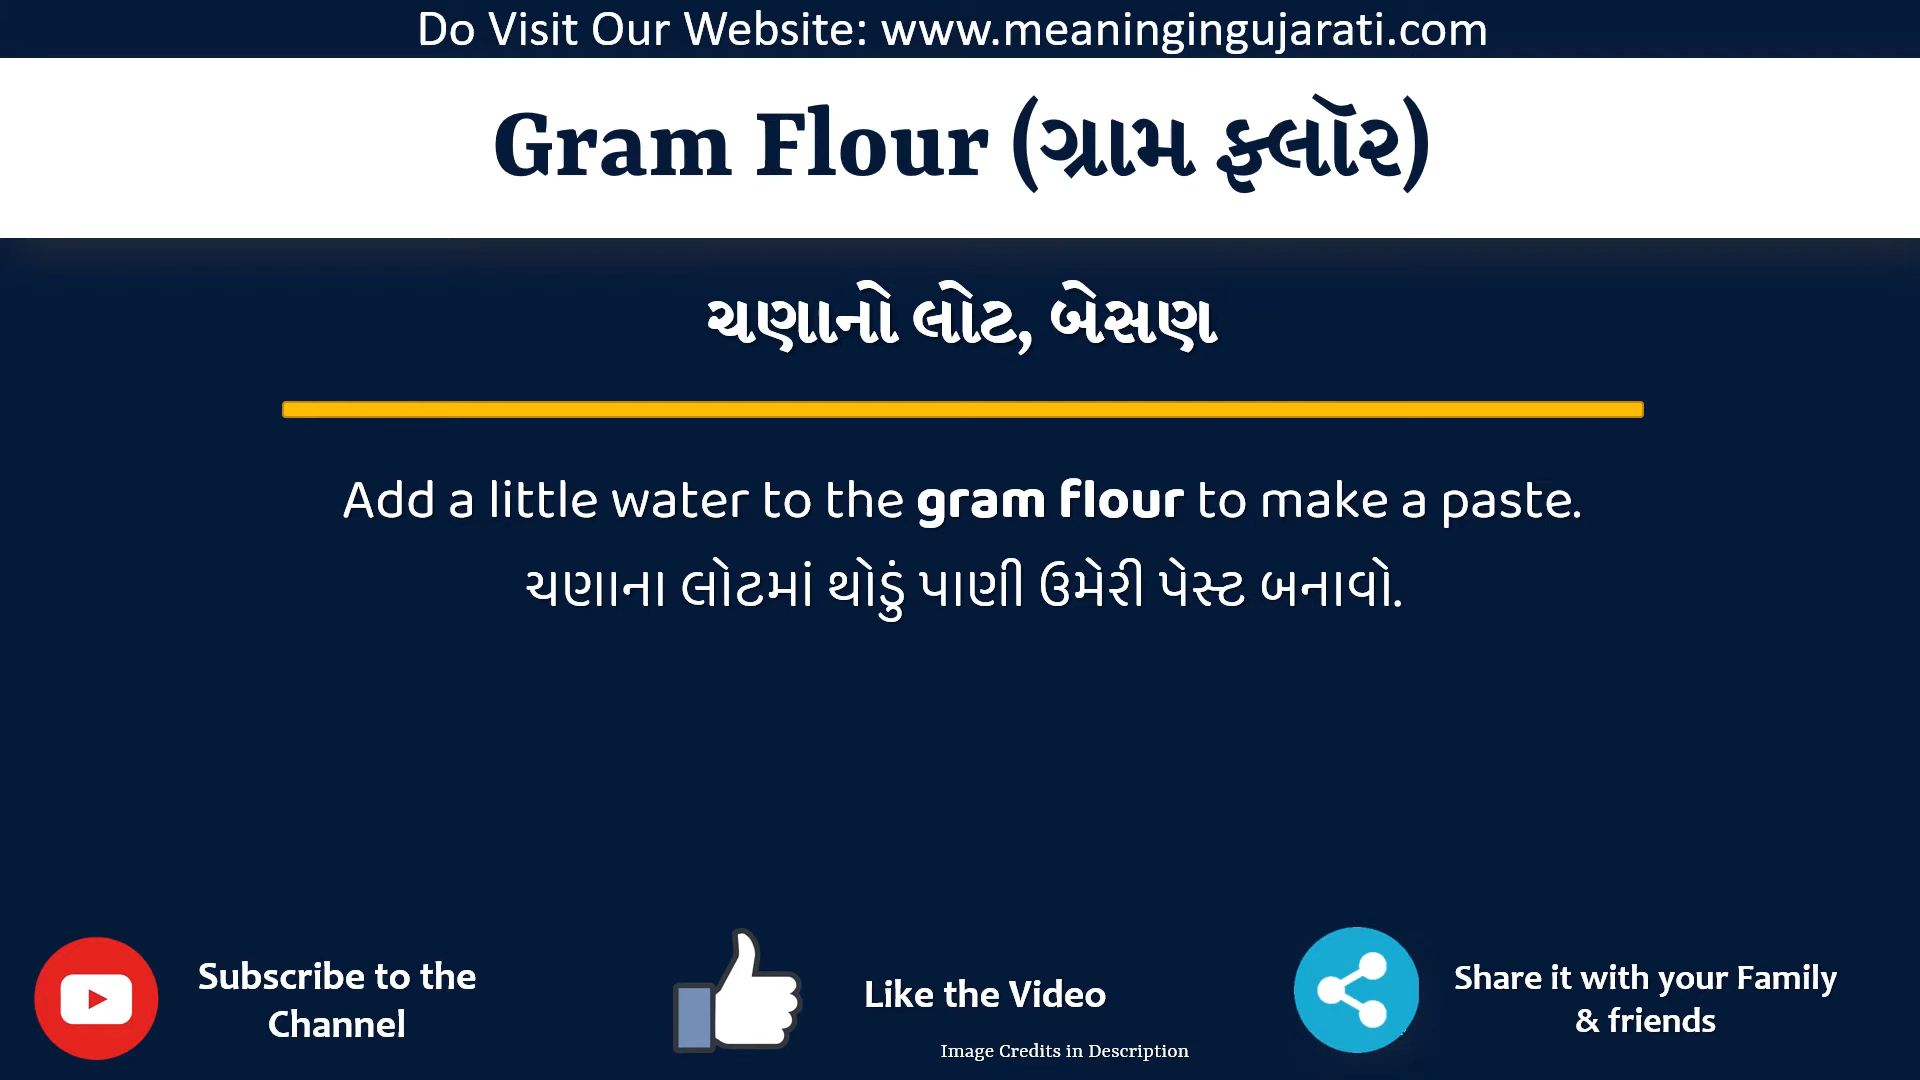 Do Visit Our Website: www.meaningingujarati.com
Gram Flour (ગ્રામ ફ્લૉર)
ચણાનો લોટ, બેસણ
Add a little water to the gram flour to make a paste.
ચણાના લોટમાં થોડું પાણી ઉમેરી પેસ્ટ બનાવો.
Subscribe to the
Channel
Like the Video
Share it with your Family
& friends
Image Credits in Description